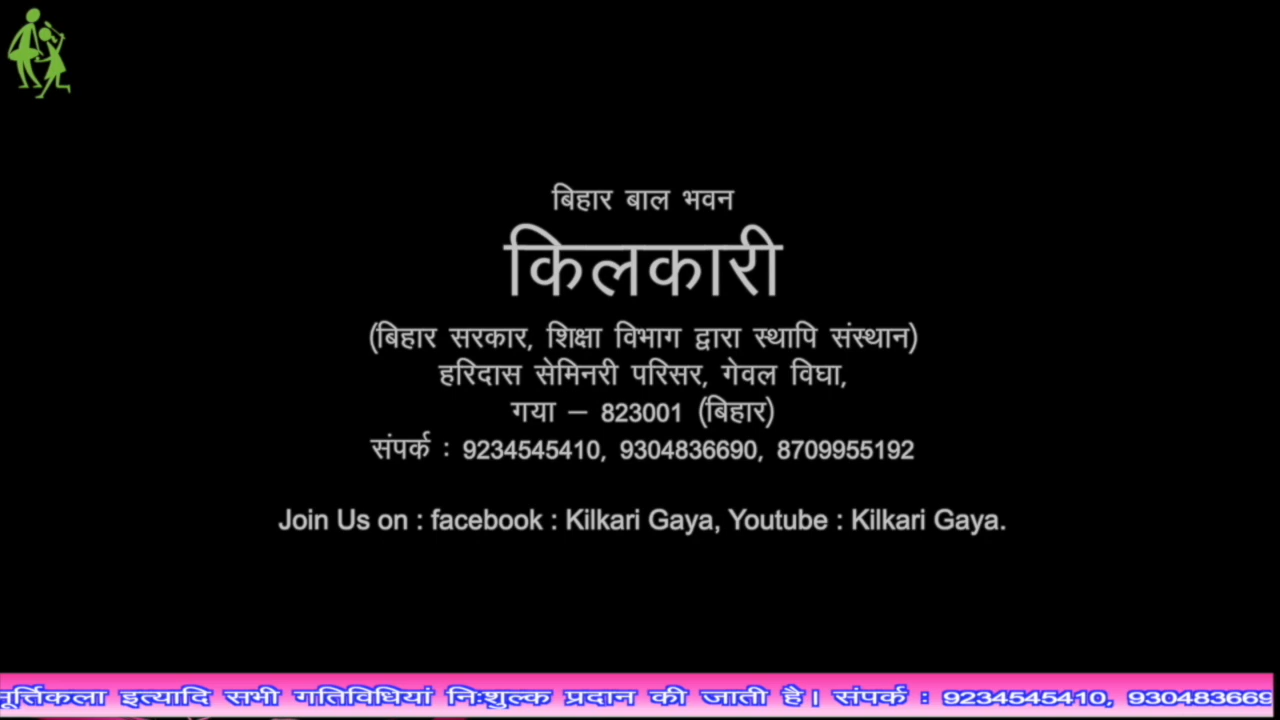 बिहार बाल भवन
किलकारी
(बिहार सरकार, शिक्षा विभाग द्वारा स्थापि संस्थान)
हरिदास सेमिनरी परिसर, गेवल विघा,
गया – 823001 (बिहार)
संपर्क : 9234545410, 9304836690, 8709955192
Join Us on : facebook : Kilkari Gaya, Youtube : Kilkari Gaya.
इत्यादि सभी गतिविधियां निःशुल्क प्रदान की जाती है। संपर्क : 9234545410,